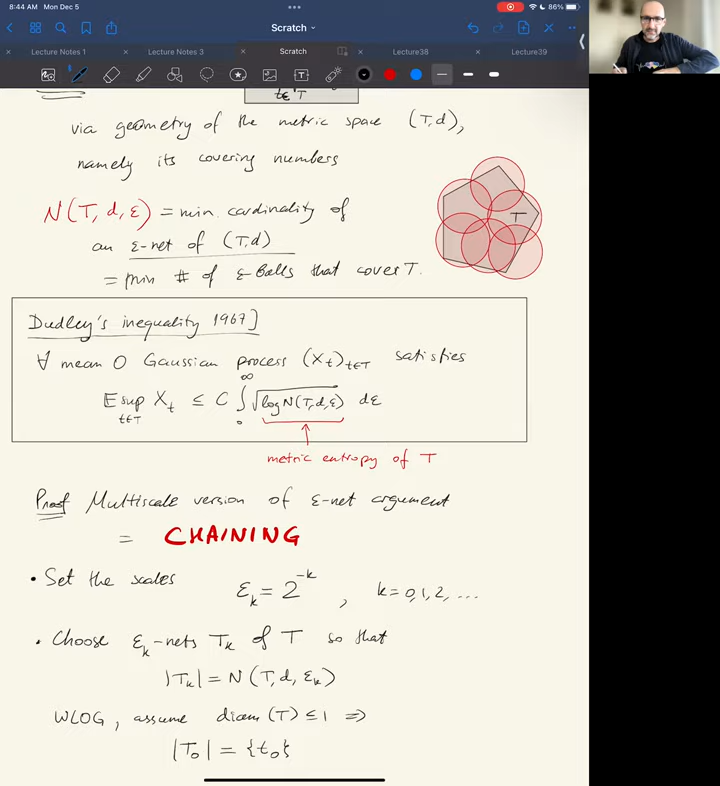 8:44 AM Mon Dec 5
86%
Scratch
Lecture Notes 1
Lecture Notes 3
Scratch
Lecture38
Lecture39
t∈T
via geometry of the metric space (T,d),
namely its covering numbers
N(T,d,ε) = min. cardinality of
an ε-net of (T,d)
= min # of ε balls that cover T.
T
Dudley's inequality 1967]
∀ mean 0 Gaussian process (X_t)_{t∈T} satisfies
E sup_{t∈T} X_t ≤ C ∫_0^∞ √log N(T,d,ε) dε
metric entropy of T
Proof Multiscale version of ε-net argument
= CHAINING
• Set the scales ε_k = 2^{-k}, k=0,1,2,...
• Choose ε_k-nets T_k of T so that
|T_k| = N(T,d,ε_k)
WLOG, assume diam(T) ≤ 1 ⇒
|T_0| = {t_0}